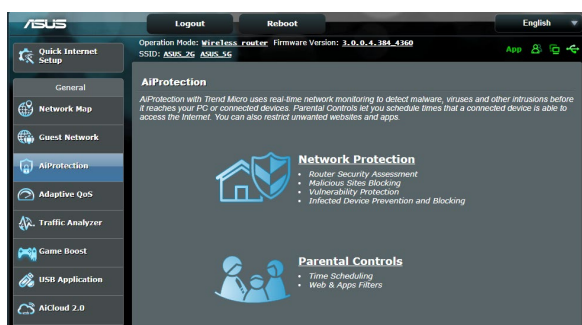 ASUS
Logout
Reboot
English
Quick Internet
Setup
Operation Mode: Wireless router Firmware Version: 3.0.0.4.384_4360
SSID: ASUS_2G ASUS_5G
App
General
Network Map
Guest Network
AiProtection
Adaptive QoS
Traffic Analyzer
Game Boost
USB Application
AiCloud 2.0
AiProtection
AiProtection with Trend Micro uses real-time network monitoring to detect malware, viruses and other intrusions before
it reaches your PC or connected devices. Parental Controls let you schedule times that a connected device is able to
access the Internet. You can also restrict unwanted websites and apps.
Network Protection
• Router Security Assessment
• Malicious Sites Blocking
• Vulnerability Protection
• Infected Device Prevention and Blocking
Parental Controls
• Time Scheduling
• Web & Apps Filters